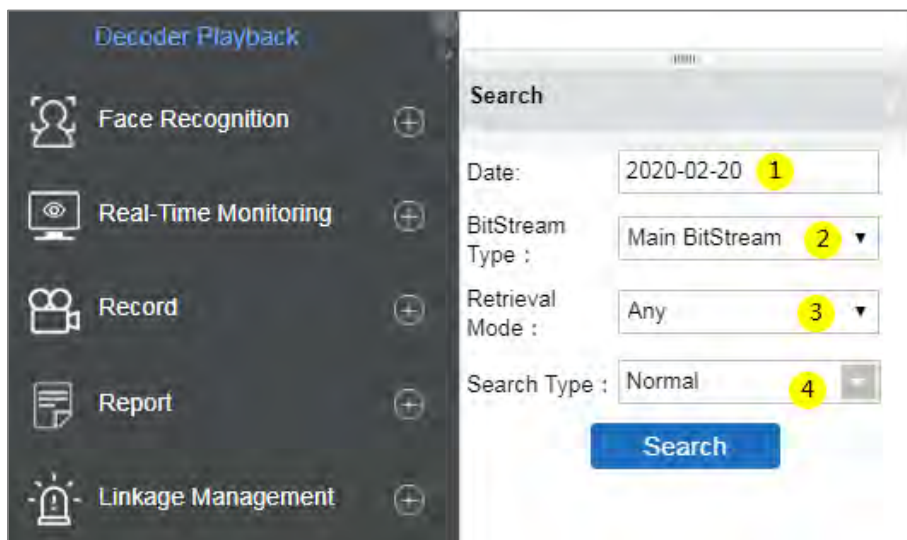 Decoder Playback
Face Recognition
Real-Time Monitoring
Record
Report
Linkage Management
Search
Date:
2020-02-20 1
BitStream
Type :
Main BitStream 2
Retrieval
Mode :
Any 3
Search Type :
Normal 4
Search